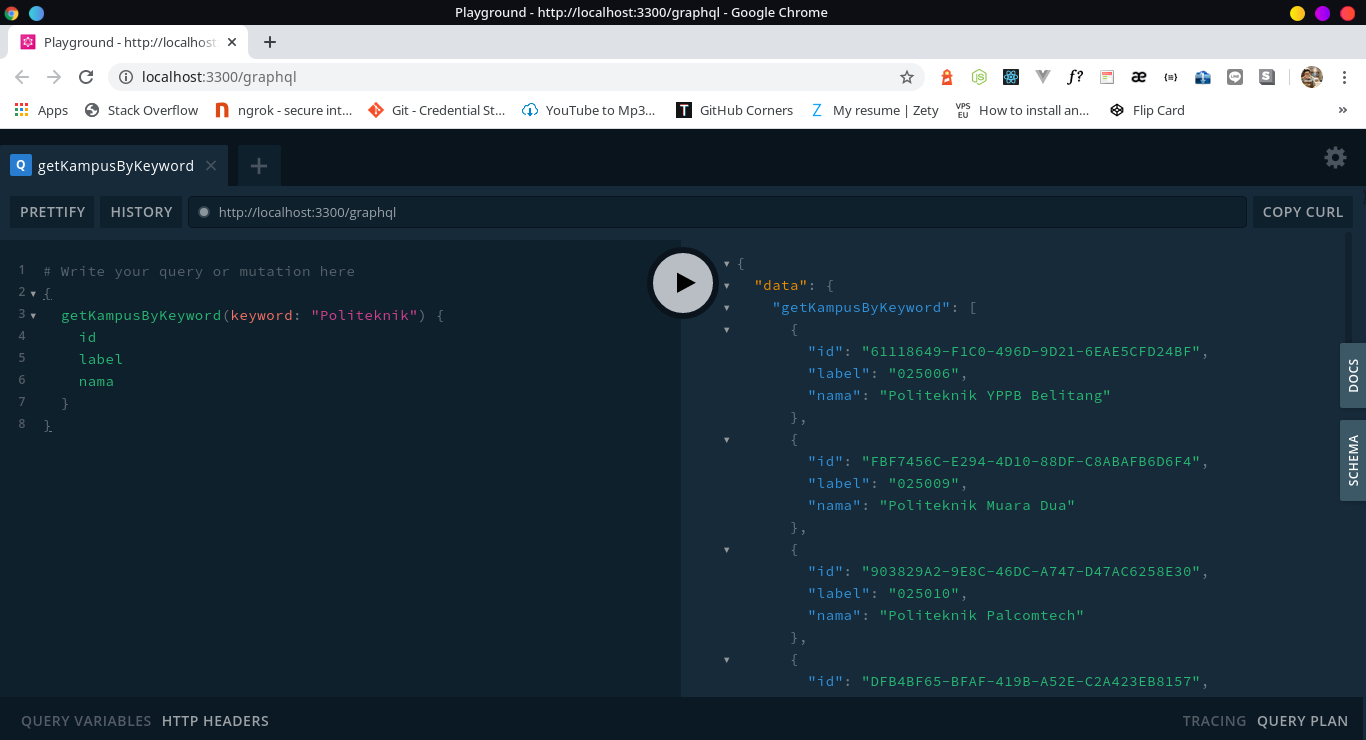 Playground - http://localhost:3300/graphql - Google Chrome
Playground - http://localhost:
localhost:3300/graphql
f? æ {≡} LINE S
Apps Stack Overflow ngrok - secure int... Git - Credential St... YouTube to Mp3... T GitHub Corners Z My resume | Zety VPS EU How to install an... Flip Card »
Q getKampusByKeyword
PRETTIFY HISTORY http://localhost:3300/graphql COPY CURL
1 # Write your query or mutation here
2 {
3 getKampusByKeyword(keyword: "Politeknik") {
4 id
5 label
6 nama
7 }
8 }
{
"data": {
"getKampusByKeyword": [
{
"id": "61118649-F1C0-496D-9D21-6EAE5CFD24BF",
"label": "025006",
"nama": "Politeknik YPPB Belitang"
},
{
"id": "FBF7456C-E294-4D10-88DF-C8ABAFB6D6F4",
"label": "025009",
"nama": "Politeknik Muara Dua"
},
{
"id": "903829A2-9E8C-46DC-A747-D47AC6258E30",
"label": "025010",
"nama": "Politeknik Palcomtech"
},
{
"id": "DFB4BF65-BFAF-419B-A52E-C2A423EB8157",
DOCS
SCHEMA
QUERY VARIABLES HTTP HEADERS TRACING QUERY PLAN